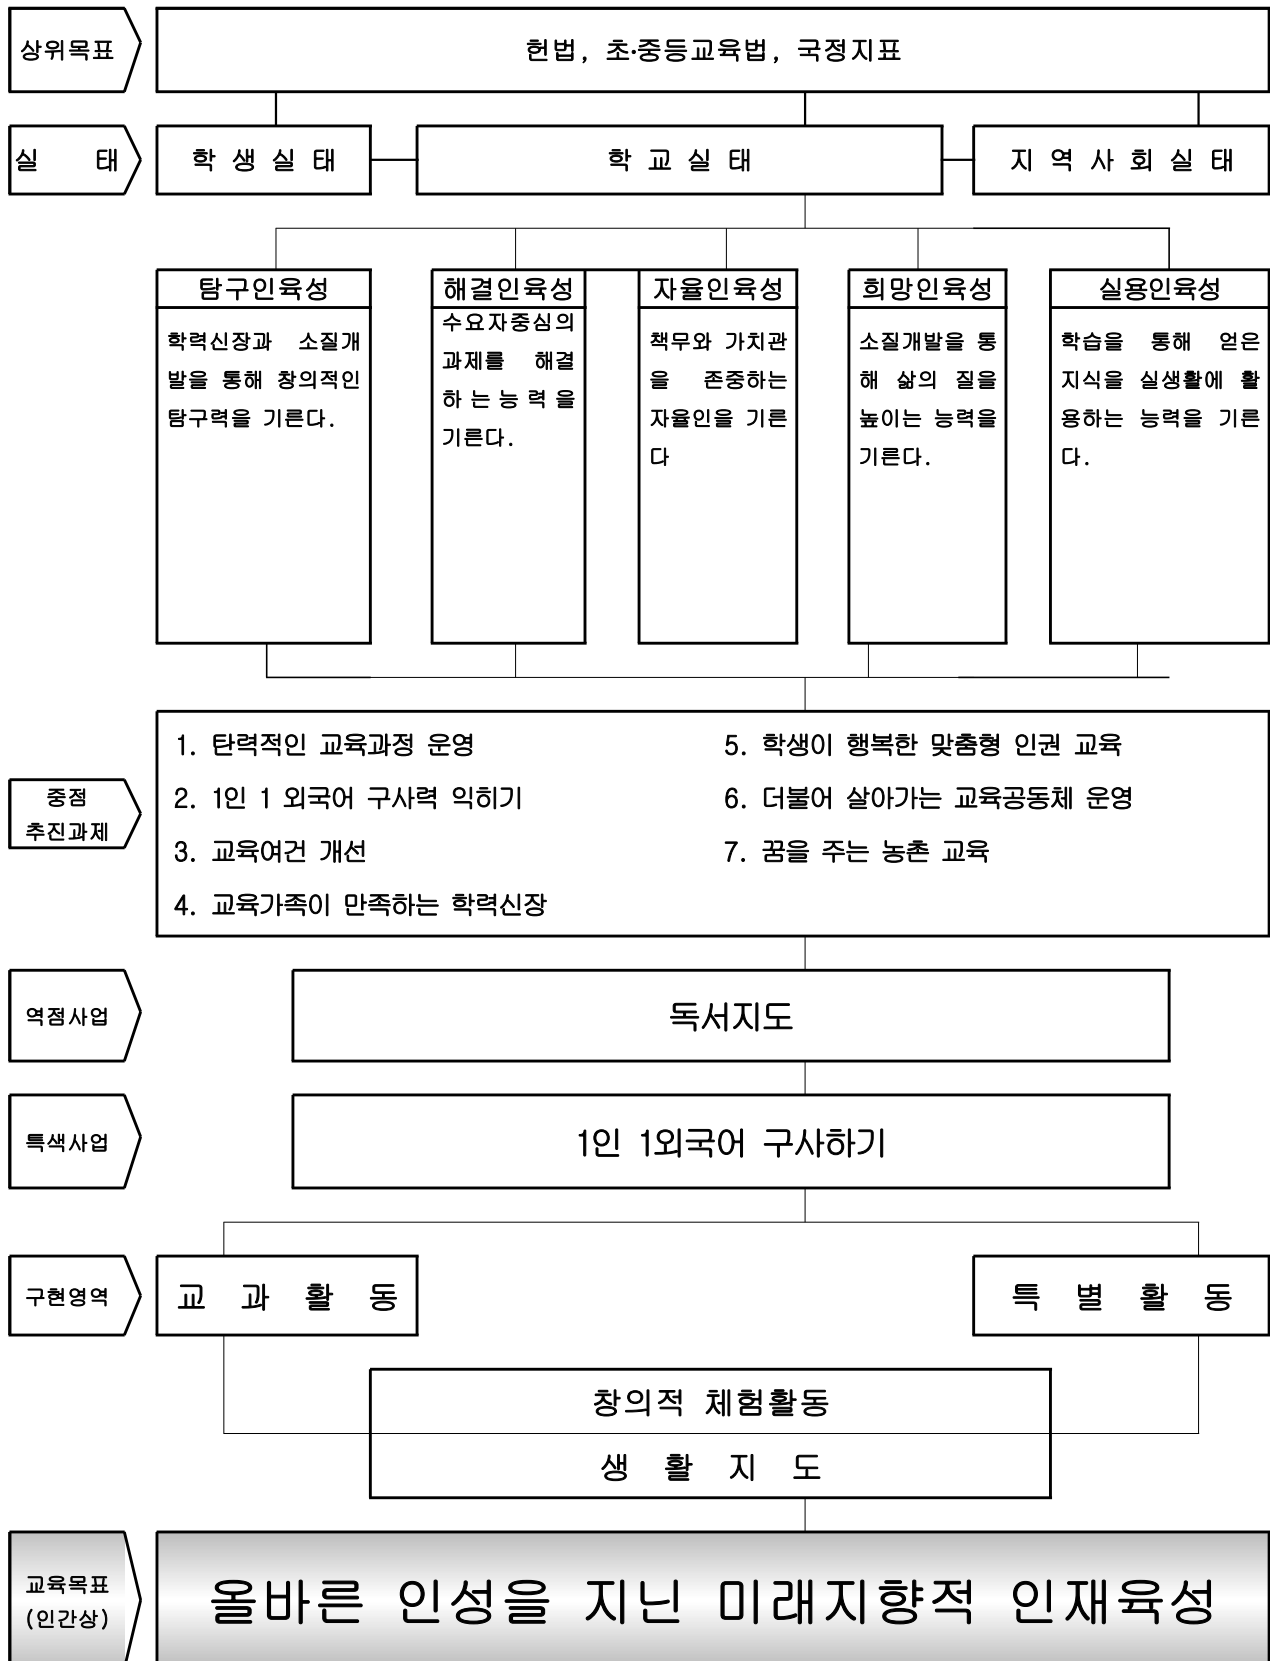 상위목표
헌법, 초·중등교육법, 국정지표
실 태
학 생 실 태
학 교 실 태
지 역 사 회 실 태
탐구인육성
학력신장과 소질개
발을 통해 창의적인
탐구력을 기른다.
해결인육성
수요자중심의
과제를 해결
하는능력을
기른다.
자율인육성
책무와 가치관
을 존중하는
자율인을 기른
다
희망인육성
소질개발을 통
해 삶의 질을
높이는 능력을
기른다.
실용인육성
학습을 통해 얻은
지식을 실생활에 활
용하는 능력을 기른
다.
중점
추진과제
1. 탄력적인 교육과정 운영
2. 1인 1 외국어 구사력 익히기
3. 교육여건 개선
4. 교육가족이 만족하는 학력신장
5. 학생이 행복한 맞춤형 인권 교육
6. 더불어 살아가는 교육공동체 운영
7. 꿈을 주는 농촌 교육
역점사업
독서지도
특색사업
1인 1외국어 구사하기
구현영역
교 과 활 동
특 별 활 동
창의적 체험활동
생 활 지 도
교육목표
(인간상)
올바른 인성을 지닌 미래지향적 인재육성